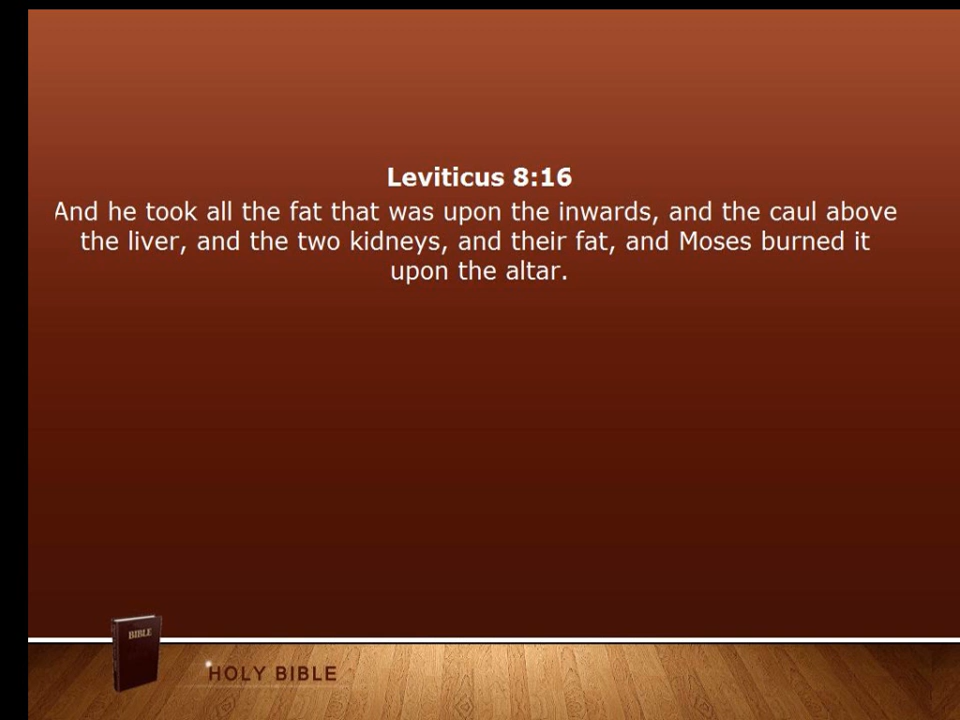 Leviticus 8:16
And he took all the fat that was upon the inwards, and the caul above
the liver, and the two kidneys, and their fat, and Moses burned it
upon the altar.
BIBLE
HOLY BIBLE